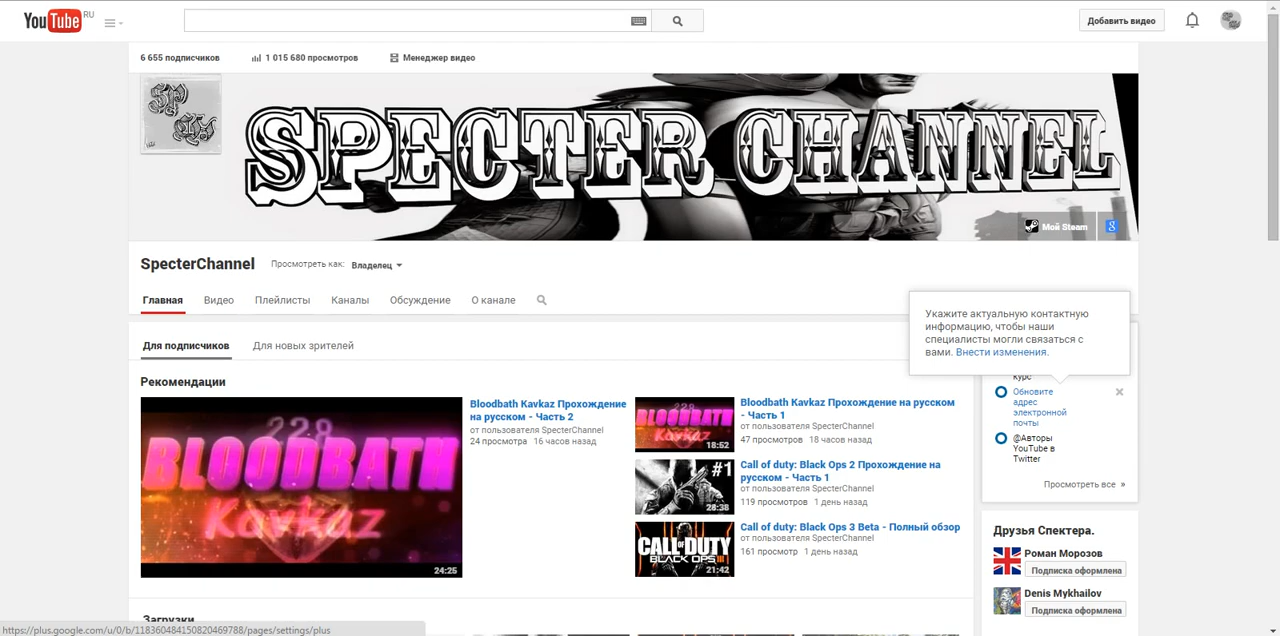 YouTube RU
Добавить видео
6 655 подписчиков 1 015 680 просмотров Менеджер видео
SPECTER CHANNEL
Мой Steam g
SpecterChannel Просмотреть как: Владелец
Главная Видео Плейлисты Каналы Обсуждение О канале
Для подписчиков Для новых зрителей
Рекомендации
228
BLOODBATH
Kavkaz
24:25
Bloodbath Kavkaz Прохождение
на русском - Часть 2
от пользователя SpecterChannel
24 просмотра 16 часов назад
BLOODBATH
Kavkaz
18:52
Bloodbath Kavkaz Прохождение на русском
- Часть 1
от пользователя SpecterChannel
47 просмотров 18 часов назад
#1
28:38
Call of duty: Black Ops 2 Прохождение на
русском - Часть 1
от пользователя SpecterChannel
119 просмотров 1 день назад
CALL OF DUTY
BLACK OPS III
21:42
Call of duty: Black Ops 3 Beta - Полный обзор
от пользователя SpecterChannel
161 просмотр 1 день назад
Загрузки
Укажите актуальную контактную
информацию, чтобы наши
специалисты могли связаться с
вами. Внести изменения.
курс
Обновите
адрес
электронной
почты
@Авторы
YouTube в
Twitter
Просмотреть все »
Друзья Спектера.
Роман Морозов
Подписка оформлена
Denis Mykhailov
Подписка оформлена
https://plus.google.com/u/0/b/118360484150820469788/pages/settings/plus